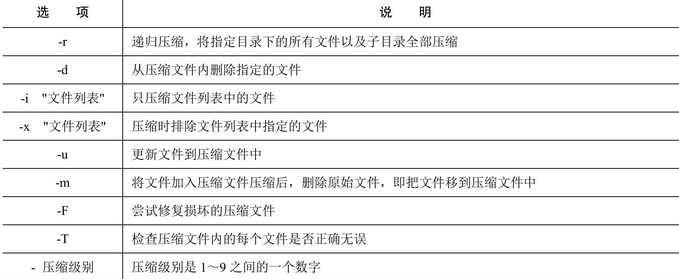 选 项 说 明
-r 递归压缩，将指定目录下的所有文件以及子目录全部压缩
-d 从压缩文件内删除指定的文件
-i "文件列表" 只压缩文件列表中的文件
-x "文件列表" 压缩时排除文件列表中指定的文件
-u 更新文件到压缩文件中
-m 将文件加入压缩文件压缩后，删除原始文件，即把文件移到压缩文件中
-F 尝试修复损坏的压缩文件
-T 检查压缩文件内的每个文件是否正确无误
- 压缩级别 压缩级别是 1～9 之间的一个数字